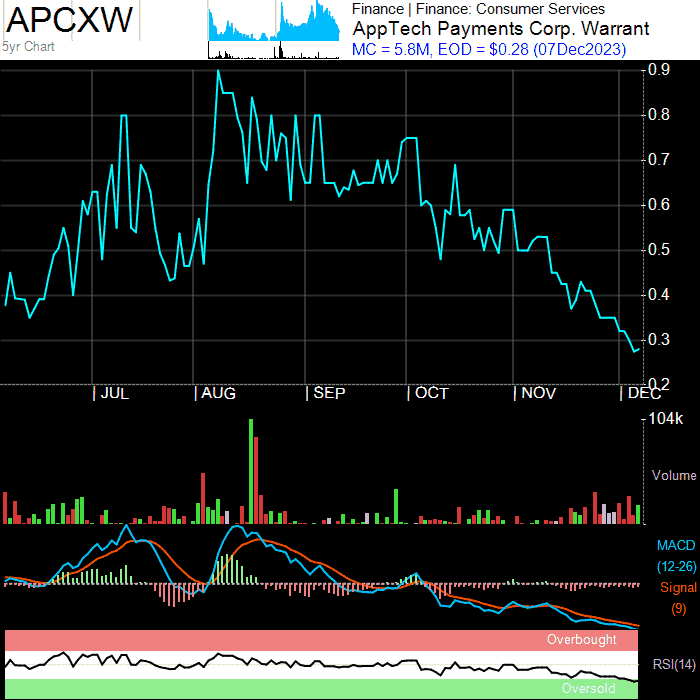 APCXW
5yr Chart
Finance | Finance: Consumer Services
AppTech Payments Corp. Warrant
MC = 5.8M, EOD = $0.28 (07Dec2023)
0.9
0.8
0.7
0.6
0.5
0.4
0.3
0.2
| JUL | AUG | SEP | OCT | NOV | DEC
104k
Volume
MACD
(12-26)
Signal
(9)
Overbought
RSI(14)
Oversold